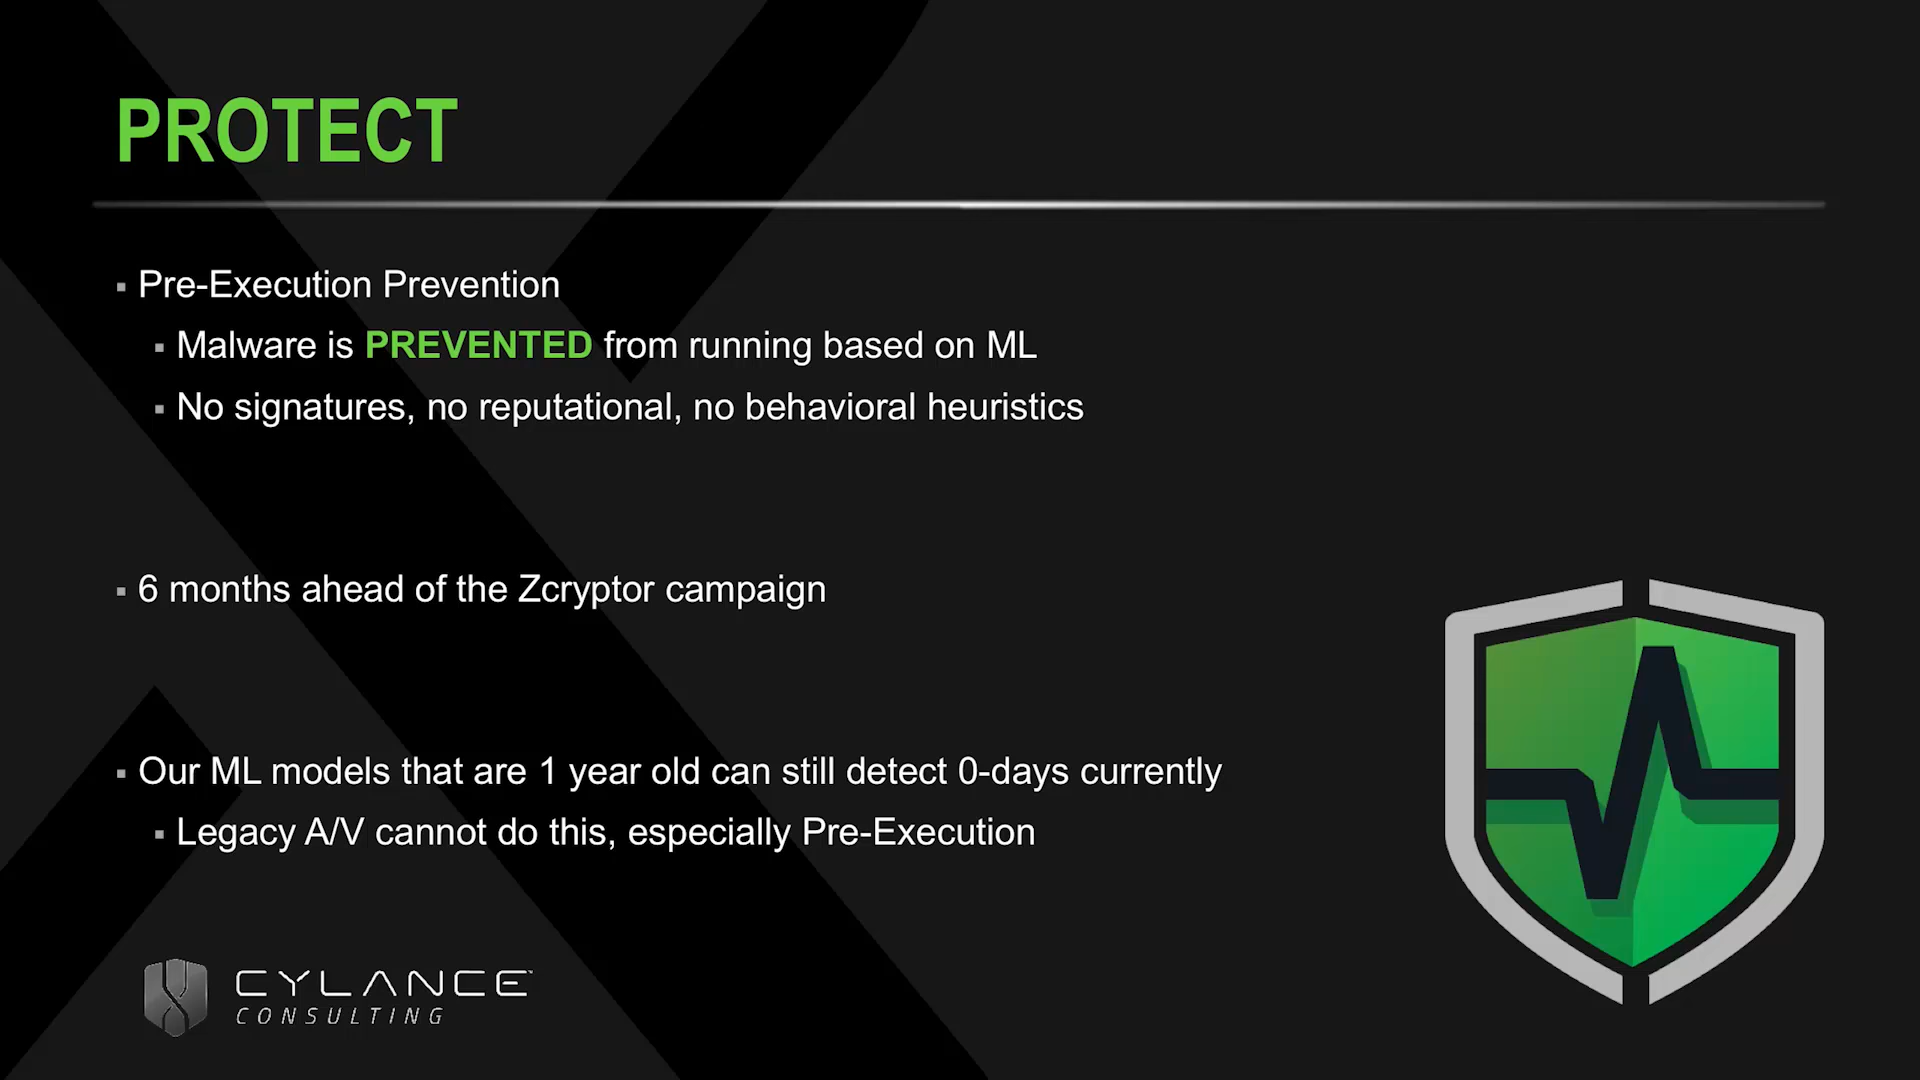 PROTECT
Pre-Execution Prevention
Malware is PREVENTED from running based on ML
No signatures, no reputational, no behavioral heuristics
6 months ahead of the Zcryptor campaign
Our ML models that are 1 year old can still detect 0-days currently
Legacy A/V cannot do this, especially Pre-Execution
CYLANCE™
CONSULTING